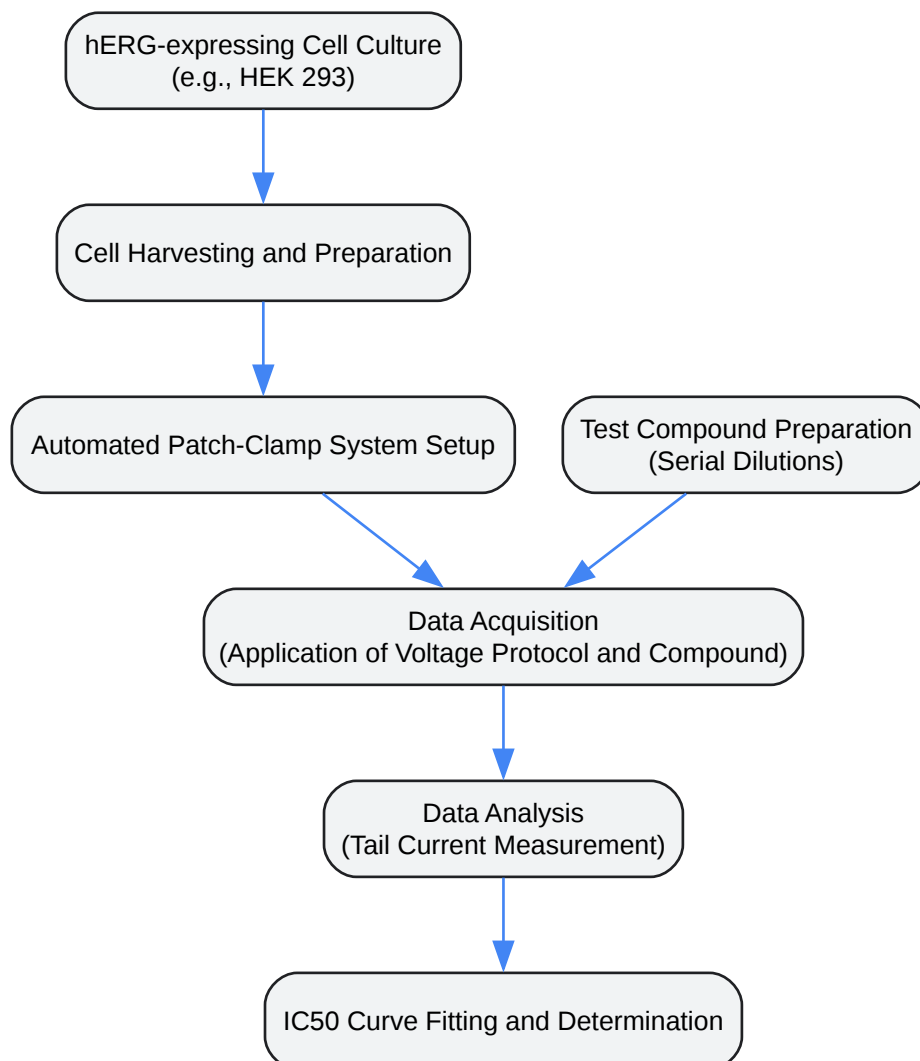 hERG-expressing Cell Culture
(e.g., HEK 293)
Cell Harvesting and Preparation
Automated Patch-Clamp System Setup
Test Compound Preparation
(Serial Dilutions)
Data Acquisition
(Application of Voltage Protocol and Compound)
Data Analysis
(Tail Current Measurement)
IC50 Curve Fitting and Determination